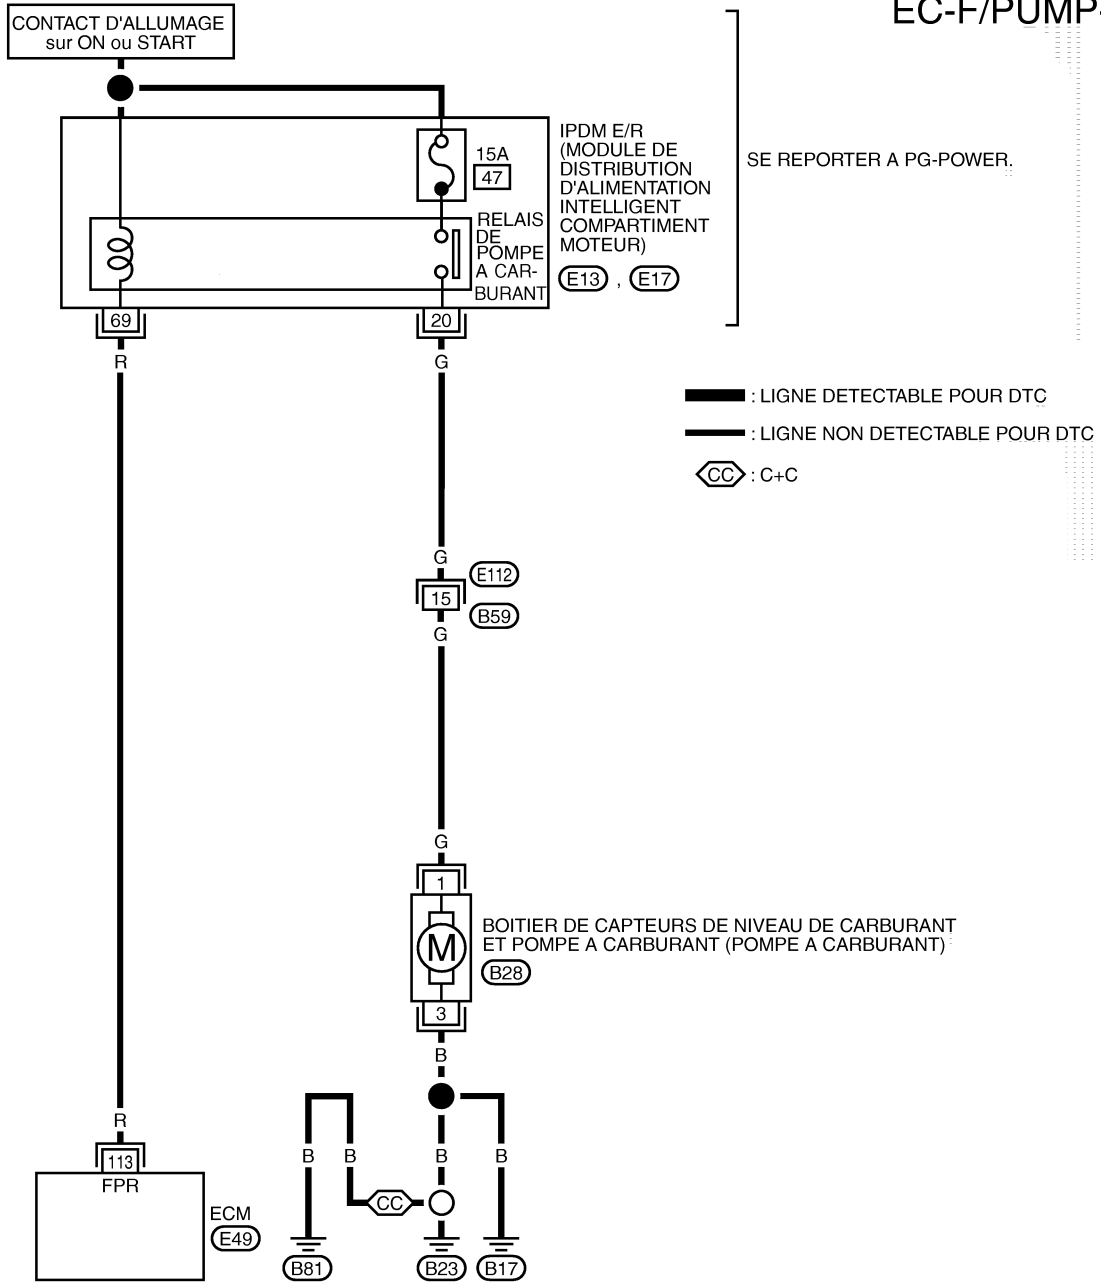 EC-F/PUMP-
CONTACT D'ALLUMAGE
sur ON ou START
15A
47
IPDM E/R
(MODULE DE
DISTRIBUTION
D'ALIMENTATION
INTELLIGENT
COMPARTIMENT
MOTEUR)
E13 , E17
SE REPORTER A PG-POWER.
RELAIS
DE
POMPE
A CAR-
BURANT
69
20
R
G
: LIGNE DETECTABLE POUR DTC
: LIGNE NON DETECTABLE POUR DTC
CC : C+C
G
E112
15
B59
G
G
1
M
BOITIER DE CAPTEURS DE NIVEAU DE CARBURANT
ET POMPE A CARBURANT (POMPE A CARBURANT)
B28
3
B
R
B B B B
113
FPR
CC
ECM
E49
B81 B23 B17